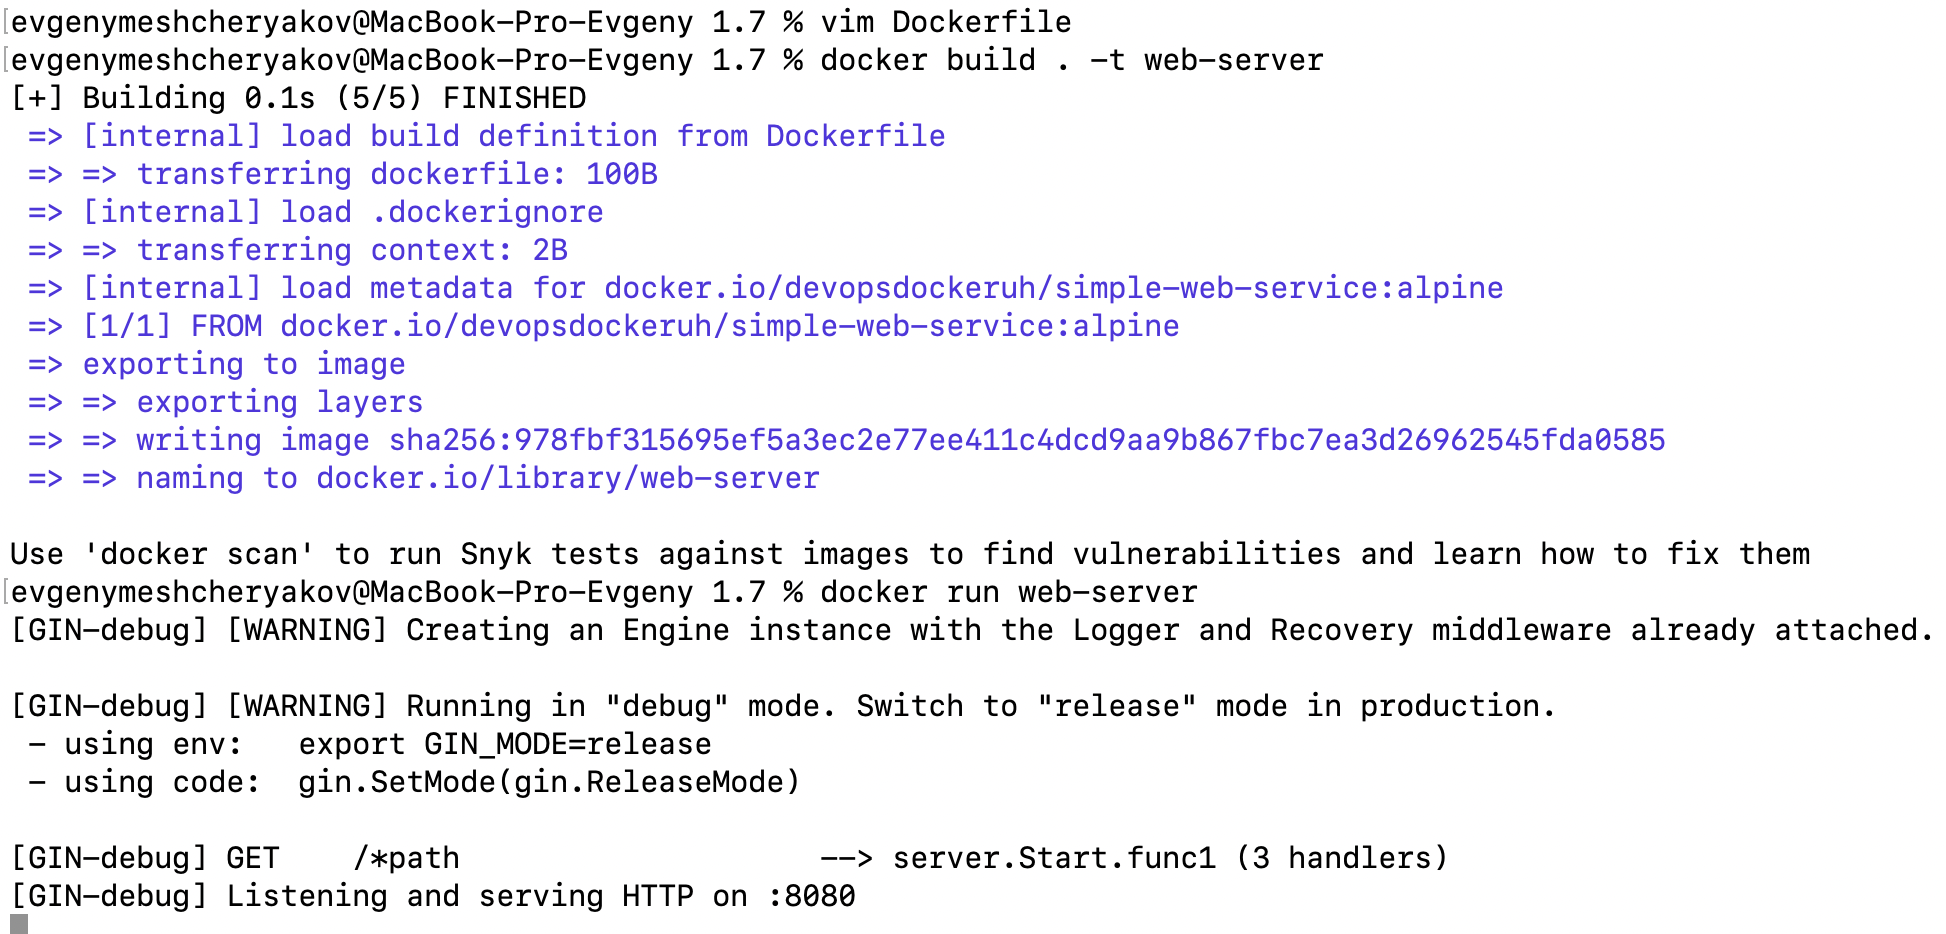 [evgenymeshcheryakov@MacBook-Pro-Evgeny 1.7 % vim Dockerfile
[evgenymeshcheryakov@MacBook-Pro-Evgeny 1.7 % docker build . -t web-server
[+] Building 0.1s (5/5) FINISHED
 => [internal] load build definition from Dockerfile
 => => transferring dockerfile: 100B
 => [internal] load .dockerignore
 => => transferring context: 2B
 => [internal] load metadata for docker.io/devopsdockeruh/simple-web-service:alpine
 => [1/1] FROM docker.io/devopsdockeruh/simple-web-service:alpine
 => exporting to image
 => => exporting layers
 => => writing image sha256:978fbf315695ef5a3ec2e77ee411c4dcd9aa9b867fbc7ea3d26962545fda0585
 => => naming to docker.io/library/web-server
Use 'docker scan' to run Snyk tests against images to find vulnerabilities and learn how to fix them
[evgenymeshcheryakov@MacBook-Pro-Evgeny 1.7 % docker run web-server
[GIN-debug] [WARNING] Creating an Engine instance with the Logger and Recovery middleware already attached.
[GIN-debug] [WARNING] Running in "debug" mode. Switch to "release" mode in production.
 - using env:   export GIN_MODE=release
 - using code:  gin.SetMode(gin.ReleaseMode)
[GIN-debug] GET    /*path                    --> server.Start.func1 (3 handlers)
[GIN-debug] Listening and serving HTTP on :8080